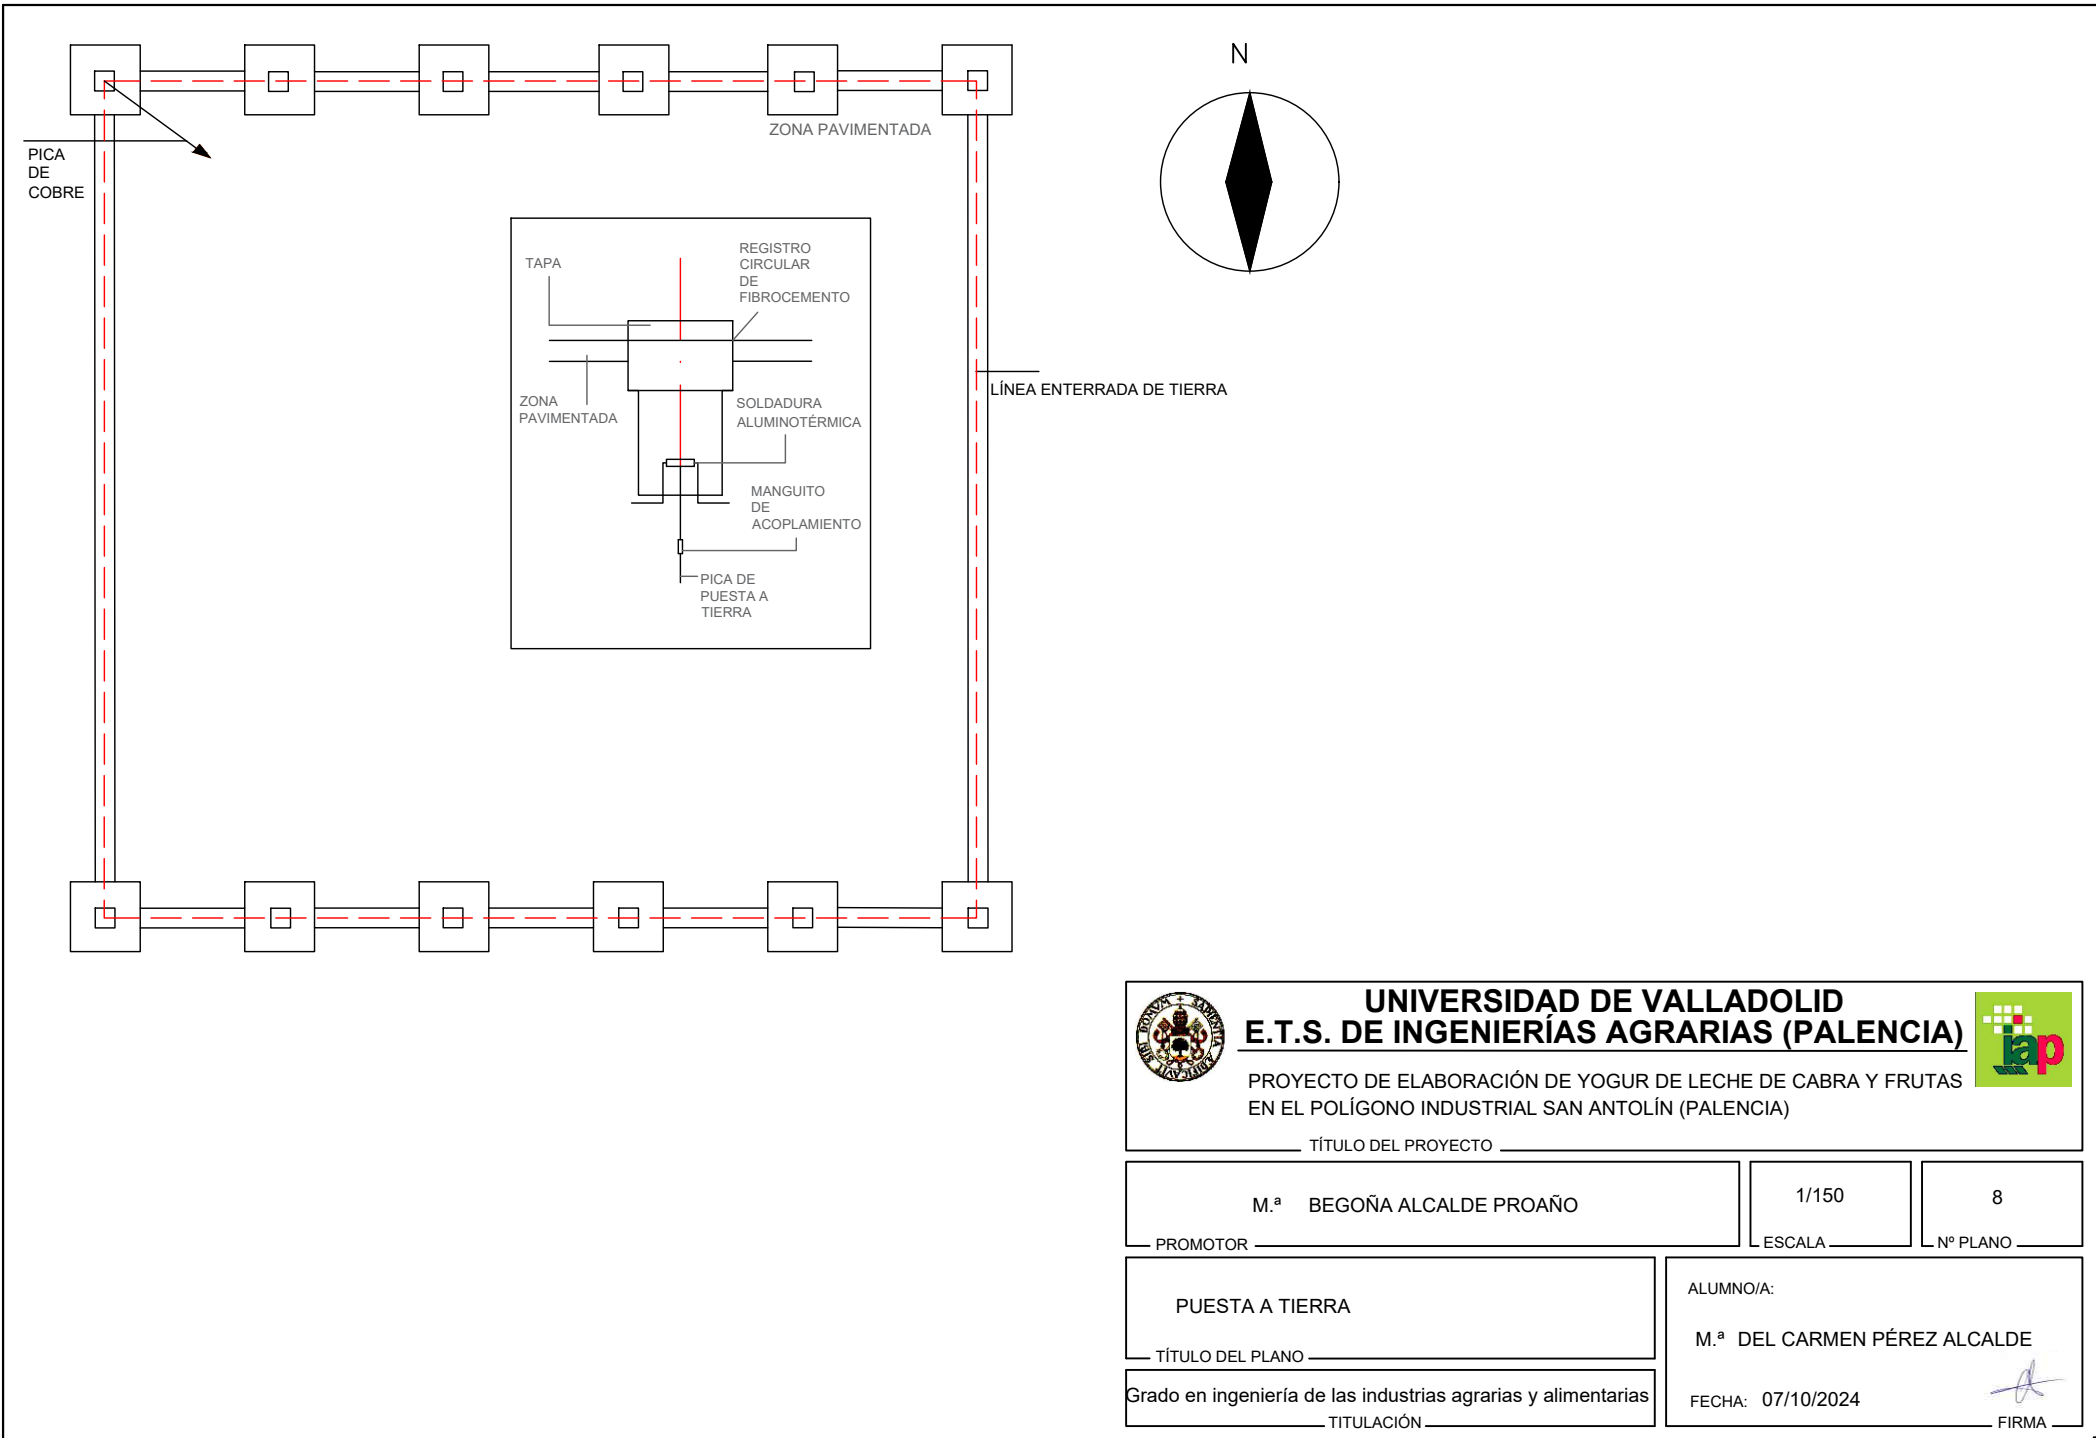 N
ZONA PAVIMENTADA
PICA
DE
COBRE
TAPA
REGISTRO
CIRCULAR
DE
FIBROCEMENTO
ZONA
PAVIMENTADA
SOLDADURA
ALUMINOTÉRMICA
MANGUITO
DE
ACOPLAMIENTO
PICA DE
PUESTA A
TIERRA
LÍNEA ENTERRADA DE TIERRA
UNIVERSIDAD DE VALLADOLID
E.T.S. DE INGENIERÍAS AGRARIAS (PALENCIA)
iap
PROYECTO DE ELABORACIÓN DE YOGUR DE LECHE DE CABRA Y FRUTAS
EN EL POLÍGONO INDUSTRIAL SAN ANTOLÍN (PALENCIA)
TÍTULO DEL PROYECTO
M.ª BEGOÑA ALCALDE PROAÑO
PROMOTOR
1/150
ESCALA
8
Nº PLANO
PUESTA A TIERRA
TÍTULO DEL PLANO
Grado en ingeniería de las industrias agrarias y alimentarias
TITULACIÓN
ALUMNO/A:
M.ª DEL CARMEN PÉREZ ALCALDE
FECHA: 07/10/2024
FIRMA